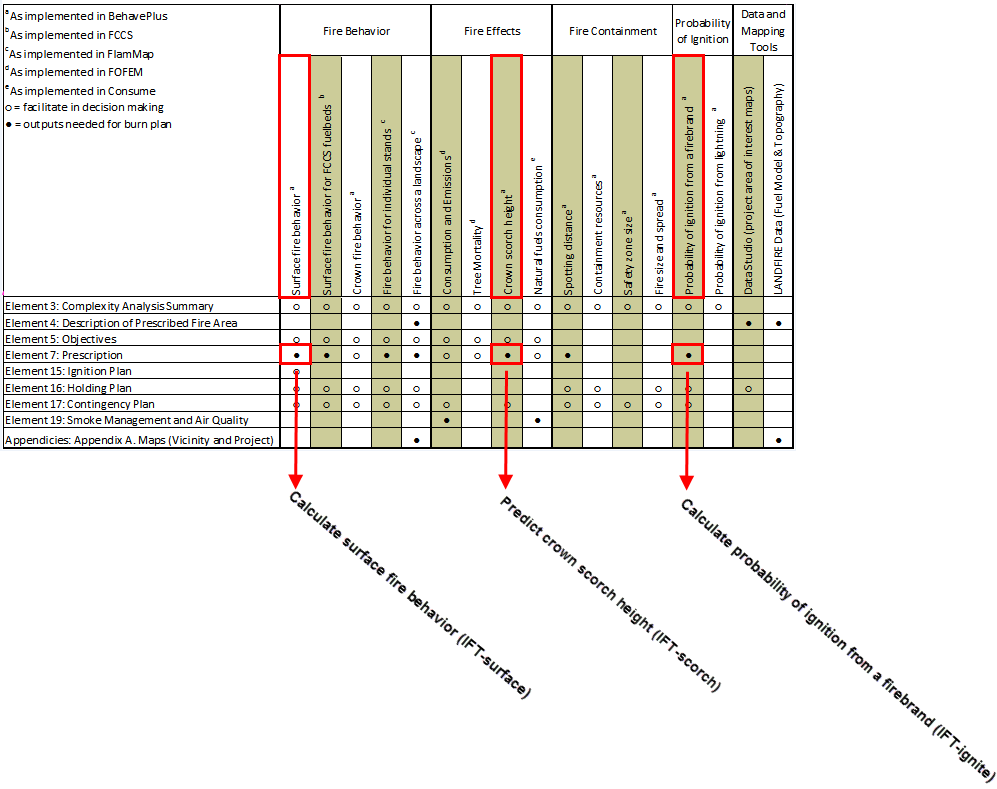 a As implemented in BehavePlus
b As implemented in FCCS
c As implemented in FlamMap
d As implemented in FOFEM
e As implemented in Consume
o = facilitate in decision making
● = outputs needed for burn plan
Fire Behavior
Fire Effects
Fire Containment
Probability
of Ignition
Data and
Mapping
Tools
Surface fire behavior a
Surface fire behavior for FCCS fuelbeds b
Crown fire behavior a
Fire behavior for individual stands c
Fire behavior across a landscape c
Consumption and Emissions d
Tree Mortality d
Crown scorch height a
Natural fuels consumption e
Spotting distance a
Containment resources a
Safety zone size a
Fire size and spread a
Probability of ignition from a firebrand a
Probability of ignition from lightning a
Data Studio (project area of interest maps)
LANDFIRE Data (Fuel Model & Topography)
Element 3: Complexity Analysis Summary
Element 4: Description of Prescribed Fire Area
Element 5: Objectives
Element 7: Prescription
Element 15: Ignition Plan
Element 16: Holding Plan
Element 17: Contingency Plan
Element 19: Smoke Management and Air Quality
Appendicies: Appendix A. Maps (Vicinity and Project)
Calculate surface fire behavior (IFT-surface)
Predict crown scorch height (IFT-scorch)
Calculate probability of ignition from a firebrand (IFT-ignite)